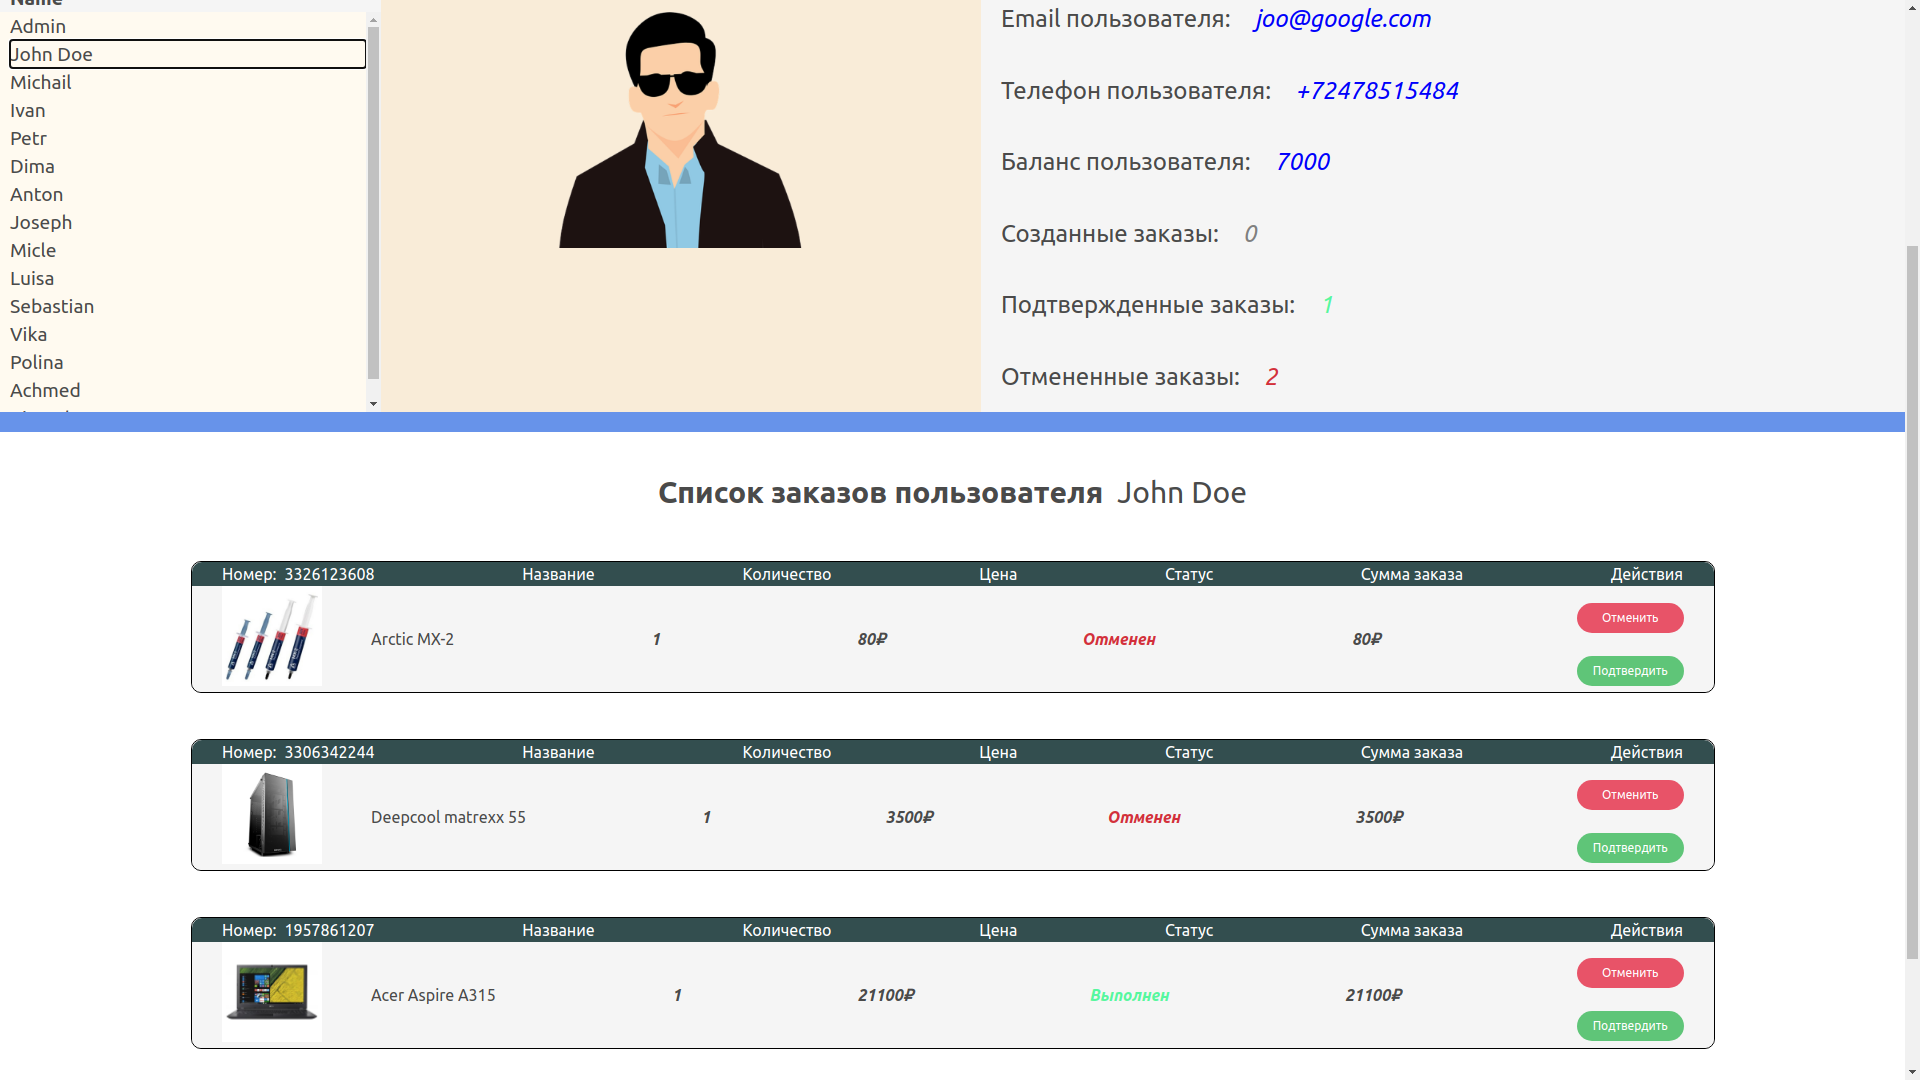 Name
Admin
John Doe
Michail
Ivan
Petr
Dima
Anton
Joseph
Micle
Luisa
Sebastian
Vika
Polina
Achmed
Email пользователя: joo@google.com
Телефон пользователя: +72478515484
Баланс пользователя: 7000
Созданные заказы: 0
Подтвержденные заказы: 1
Отмененные заказы: 2
Список заказов пользователя John Doe
Номер: 3326123608 Название Количество Цена Статус Сумма заказа Действия
Arctic MX-2 1 80₽ Отменен 80₽
Отменить
Подтвердить
Номер: 3306342244 Название Количество Цена Статус Сумма заказа Действия
Deepcool matrexx 55 1 3500₽ Отменен 3500₽
Отменить
Подтвердить
Номер: 1957861207 Название Количество Цена Статус Сумма заказа Действия
Acer Aspire A315 1 21100₽ Выполнен 21100₽
Отменить
Подтвердить